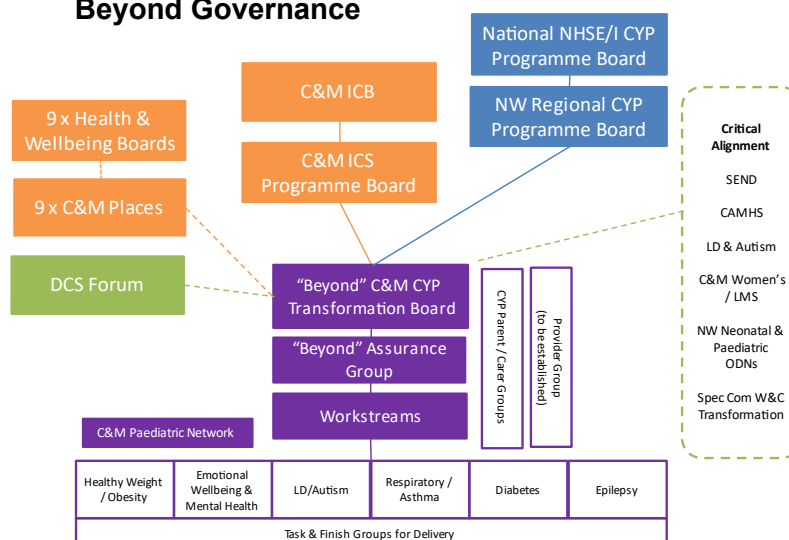 Beyond Governance
National NHSE/I CYP
Programme Board
C&M ICB
NW Regional CYP
Programme Board
9 x Health &
Wellbeing Boards
C&M ICS
Programme Board
9 x C&M Places
DCS Forum
"Beyond" C&M CYP
Transformation Board
"Beyond" Assurance
Group
Workstreams
CYP Parent / Carer Groups
Provider Group
(to be established)
Critical
Alignment
SEND
CAMHS
LD & Autism
C&M Women's
/ LMS
NW Neonatal &
Paediatric
ODNs
Spec Com W&C
Transformation
C&M Paediatric Network
Healthy Weight
/ Obesity
Emotional
Wellbeing &
Mental Health
LD/Autism
Respiratory /
Asthma
Diabetes
Epilepsy
Task & Finish Groups for Delivery